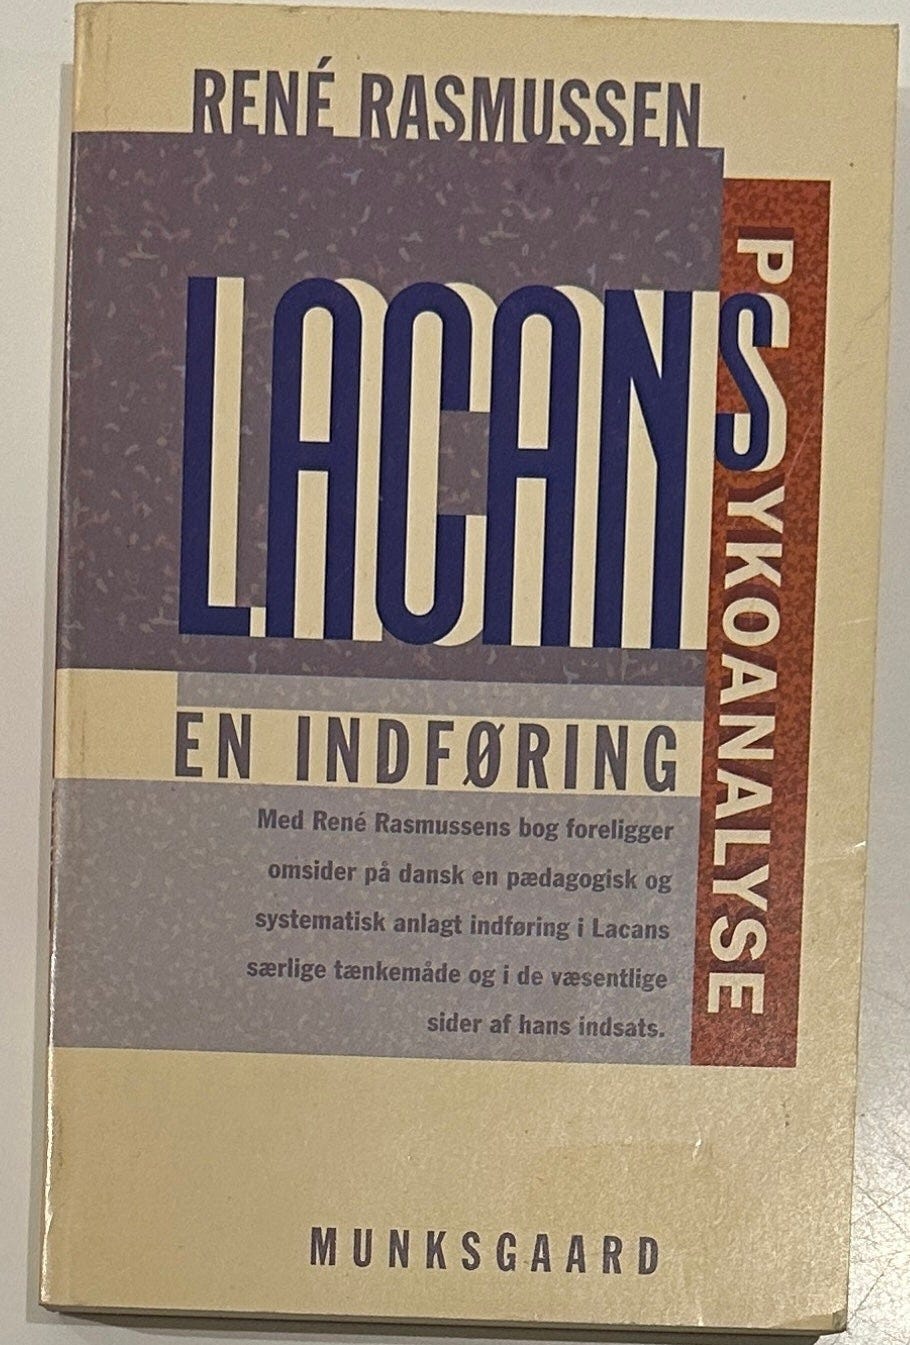 RENÉ RASMUSSEN
LACANS
PSYKOANALYSE
EN INDFØRING
Med René Rasmussens bog foreligger
omsider på dansk en pædagogisk og
systematisk anlagt indføring i Lacans
særlige tænkemåde og i de væsentlige
sider af hans indsats.
MUNKSGAARD